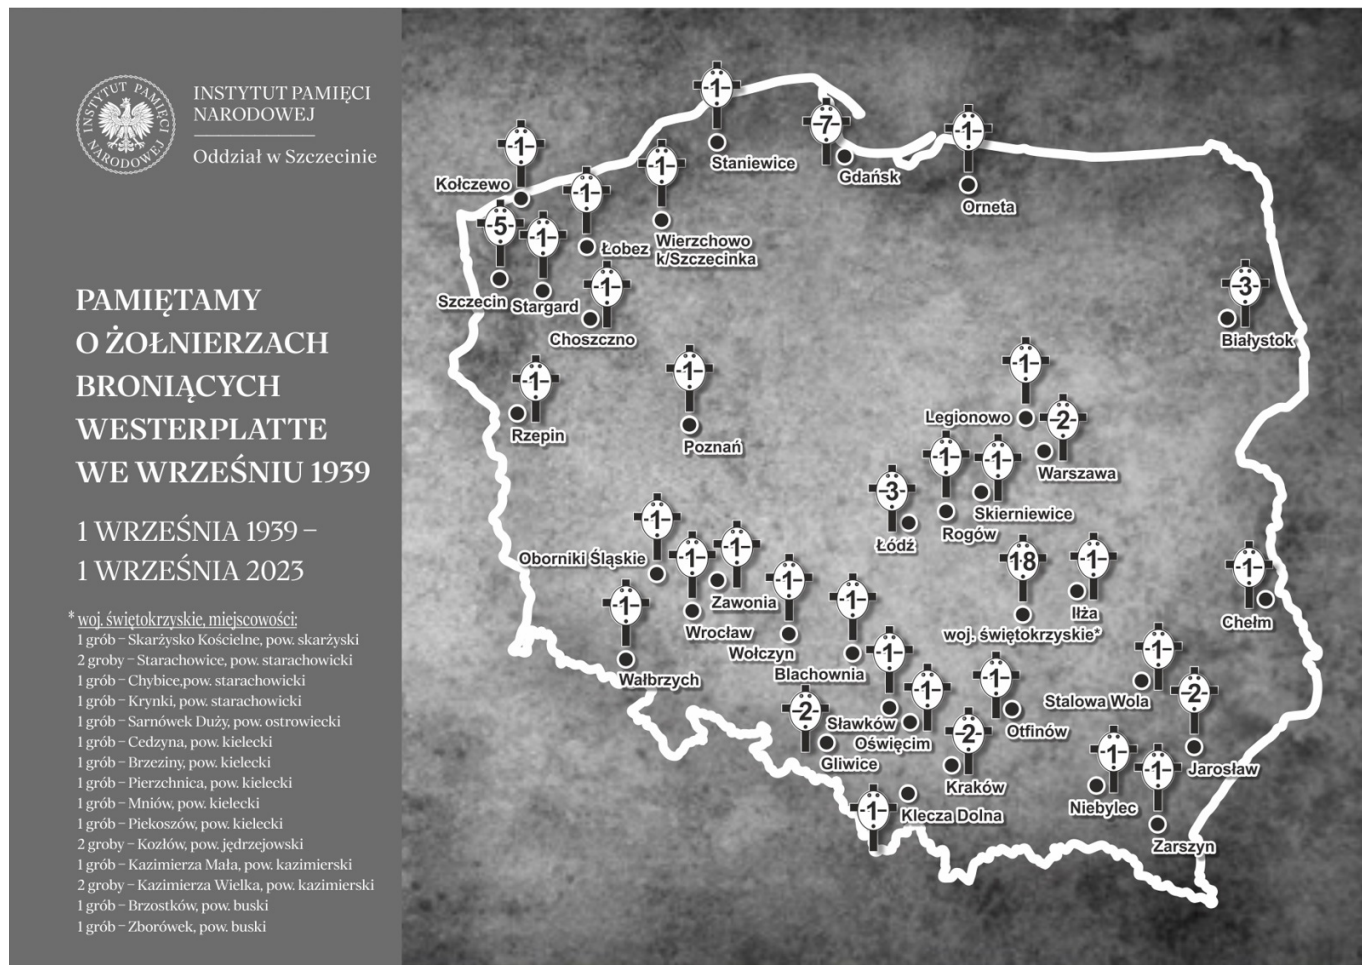 INSTYTUT PAMIĘCI NARODOWEJ
INSTYTUT PAMIĘCI
NARODOWEJ
Oddział w Szczecinie
PAMIĘTAMY
O ŻOŁNIERZACH
BRONIĄCYCH
WESTERPLATTE
WE WRZEŚNIU 1939
1 WRZEŚNIA 1939 –
1 WRZEŚNIA 2023
* woj. świętokrzyskie, miejscowości:
1 grób – Skarżysko Kościelne, pow. skarżyski
2 groby – Starachowice, pow. starachowicki
1 grób – Chybice,pow. starachowicki
1 grób – Krynki, pow. starachowicki
1 grób – Sarnówek Duży, pow. ostrowiecki
1 grób – Cedzyna, pow. kielecki
1 grób – Brzeziny, pow. kielecki
1 grób – Pierzchnica, pow. kielecki
1 grób – Mniów, pow. kielecki
1 grób – Piekoszów, pow. kielecki
2 groby – Kozłów, pow. jędrzejowski
1 grób – Kazimierza Mała, pow. kazimierski
2 groby – Kazimierza Wielka, pow. kazimierski
1 grób – Brzostków, pow. buski
1 grób – Zborówek, pow. buski
-1-
Staniewice
-7-
Gdańsk
-1-
Orneta
-1-
Kołczewo
-1-
Wierzchowo
k/Szczecinka
-1-
Łobez
-5-
Szczecin
-1-
Stargard
-1-
Choszczno
-3-
Białystok
-1-
Rzepin
-1-
Poznań
-1-
Legionowo
-2-
Warszawa
-1-
Rogów
-1-
Skierniewice
-3-
Łódź
-1-
Oborniki Śląskie
-1-
Wrocław
-1-
Zawonia
-1-
Wołczyn
-1-
Blachownia
18
woj. świętokrzyskie*
-1-
Iłża
-1-
Chełm
-1-
Wałbrzych
-1-
Sławków
-1-
Oświęcim
-1-
Otfinów
-1-
Stalowa Wola
-2-
Jarosław
-2-
Gliwice
-2-
Kraków
-1-
Klecza Dolna
-1-
Niebylec
-1-
Zarszyn